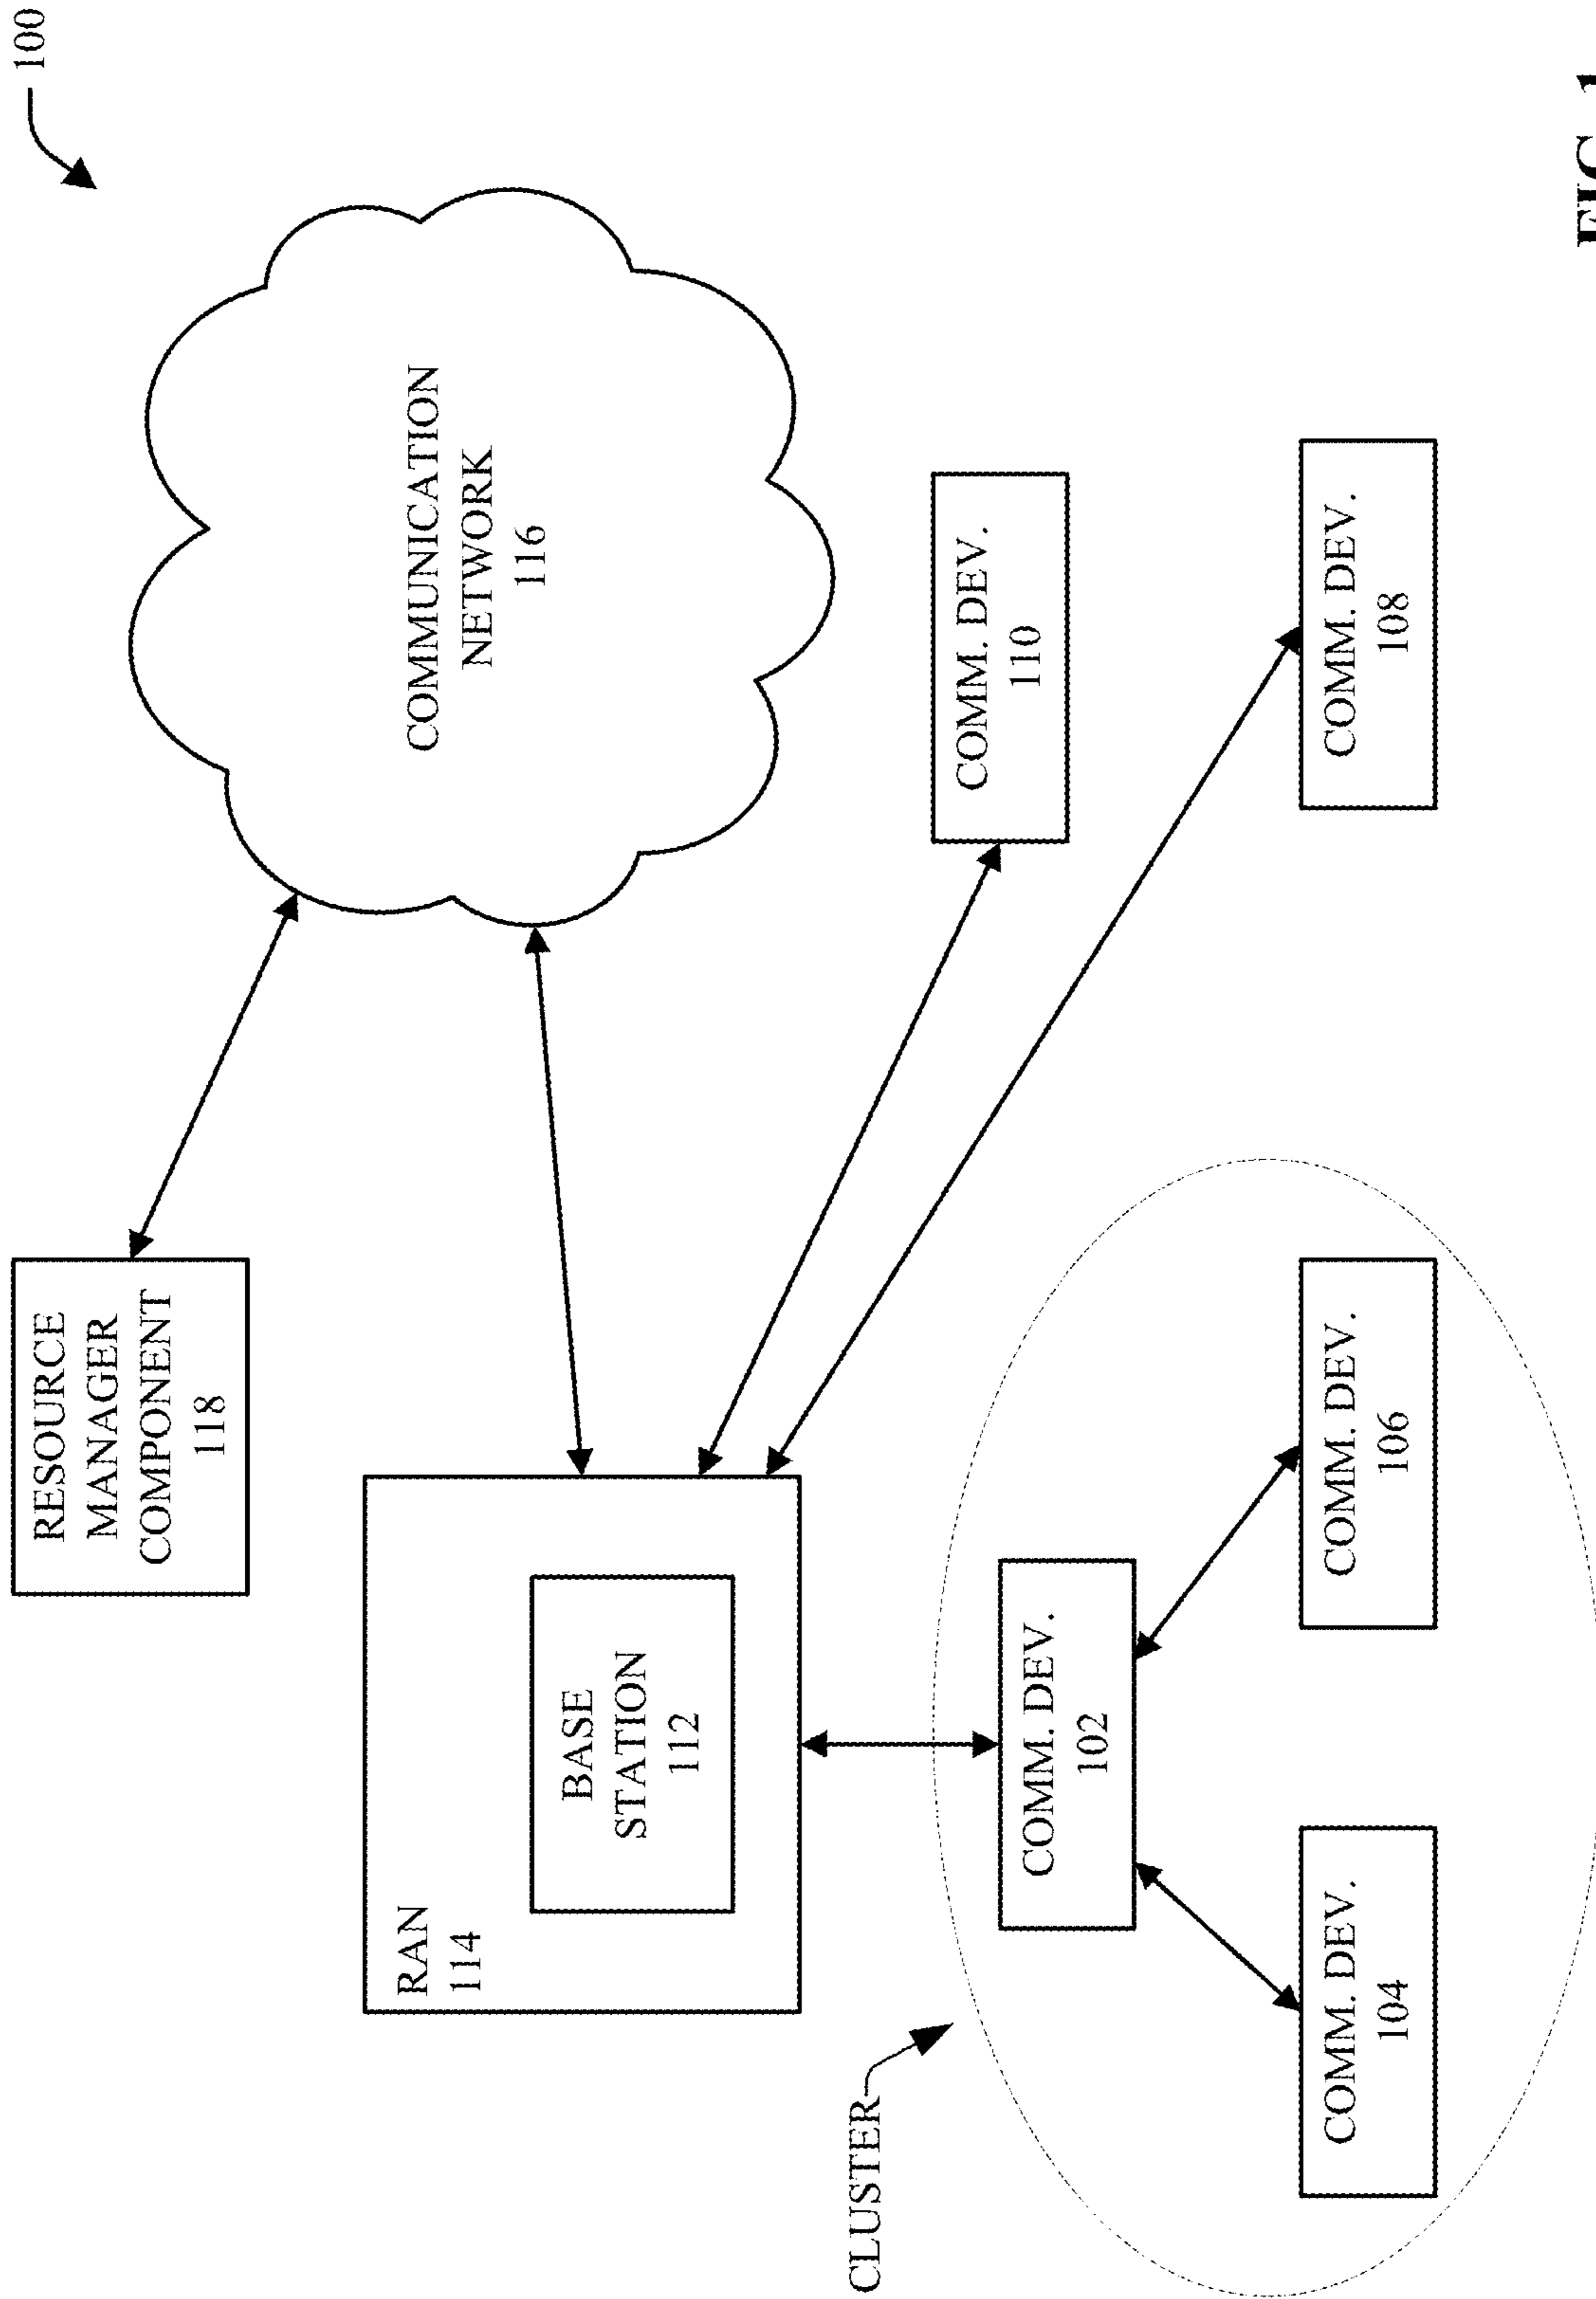 100
RESOURCE
MANAGER
COMPONENT
118
COMMUNICATION
NETWORK
116
RAN
114
BASE
STATION
112
COMM. DEV.
110
CLUSTER
COMM. DEV.
102
COMM. DEV.
104
COMM. DEV.
106
COMM. DEV.
108